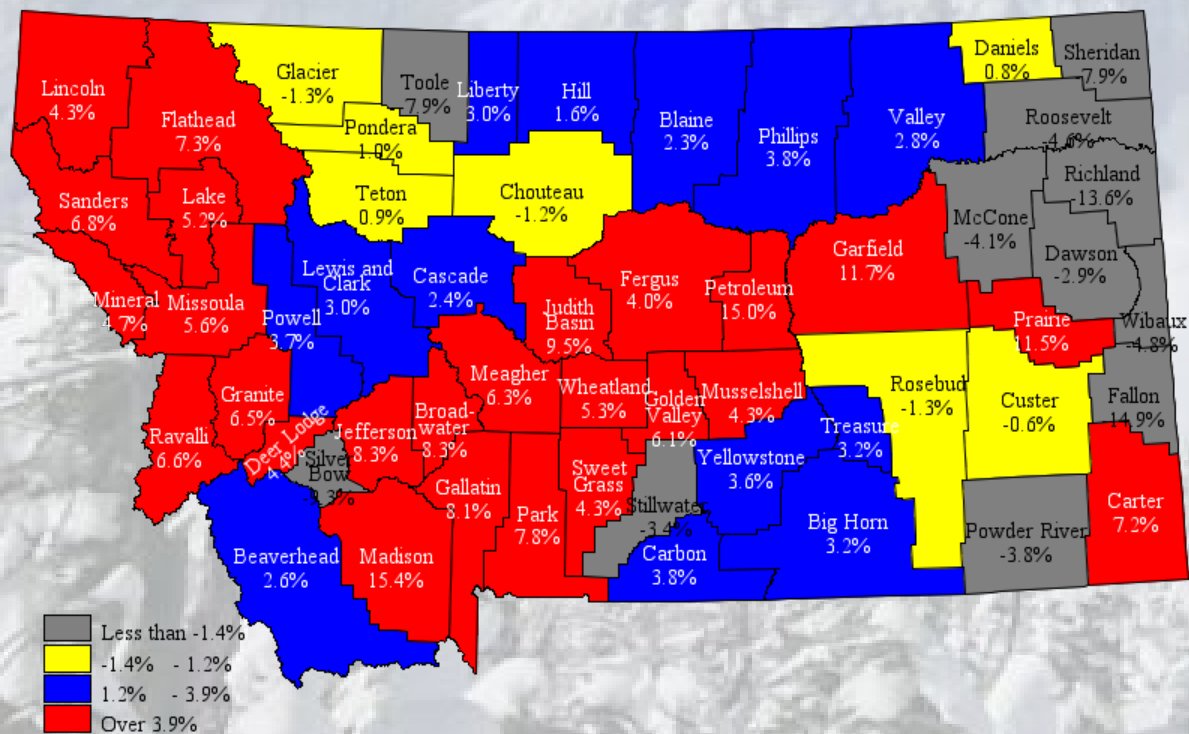 Lincoln
4.3%
Flathead
7.3%
Glacier
-1.3%
Toole
7.9%
Liberty
3.0%
Hill
1.6%
Blaine
2.3%
Phillips
3.8%
Valley
2.8%
Daniels
0.8%
Sheridan
7.9%
Roosevelt
-4.6%
Pondera
1.0%
Teton
0.9%
Chouteau
-1.2%
Richland
-13.6%
McCone
-4.1%
Dawson
-2.9%
Sanders
6.8%
Lake
5.2%
Mineral
4.7%
Missoula
5.6%
Powell
3.7%
Lewis and
Clark
3.0%
Cascade
2.4%
Judith
Basin
9.5%
Fergus
4.0%
Petroleum
15.0%
Garfield
11.7%
Prairie
11.5%
Wibaux
-4.8%
Granite
6.5%
Ravalli
6.6%
Deer Lodge
4.4%
Silver
Bow
Jefferson
8.3%
Broad-
water
8.3%
Meagher
6.3%
Wheatland
5.3%
Golden
Valley
6.1%
Musselshell
4.3%
Rosebud
-1.3%
Custer
-0.6%
Fallon
14.9%
Treasure
3.2%
Yellowstone
3.6%
Gallatin
8.1%
Park
7.8%
Sweet
Grass
4.3%
Stillwater
-3.4%
Carbon
3.8%
Big Horn
3.2%
Powder River
-3.8%
Carter
7.2%
Beaverhead
2.6%
Madison
15.4%
Less than -1.4%
-1.4% - 1.2%
1.2% - 3.9%
Over 3.9%